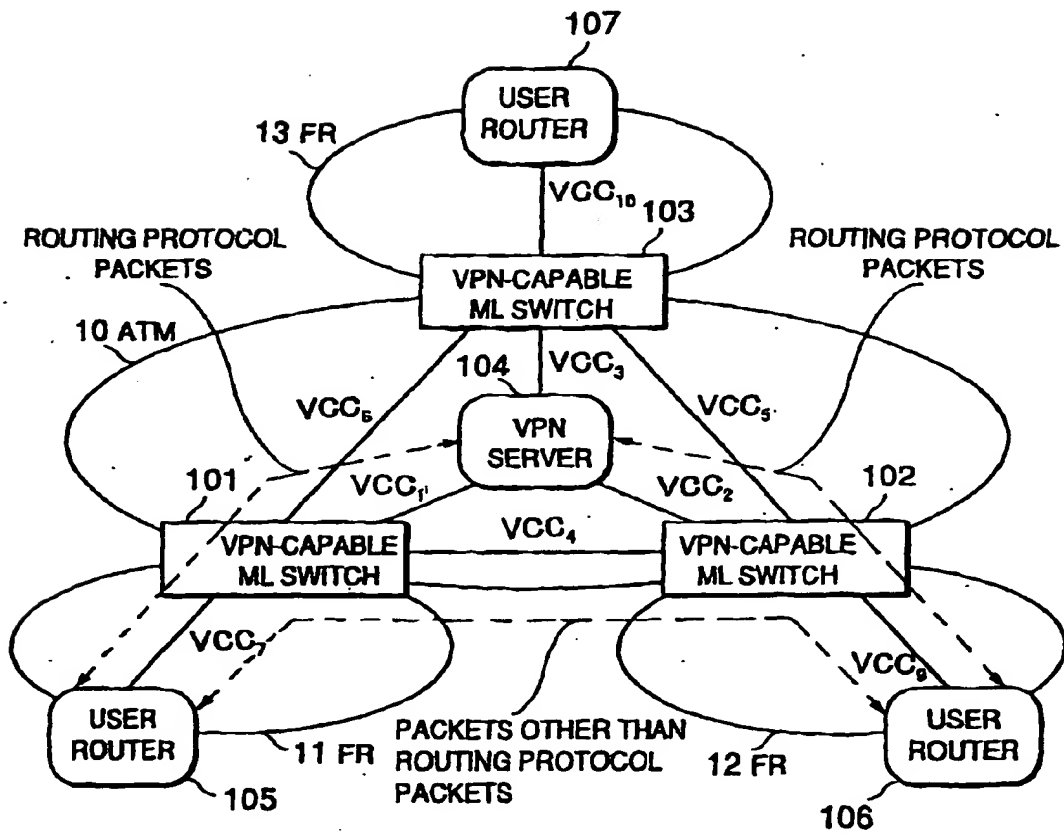 107
USER
ROUTER
13 FR
VCC10
103
ROUTING PROTOCOL
PACKETS
ROUTING PROTOCOL
PACKETS
VPN-CAPABLE
ML SWITCH
10 ATM
104
VCC3
VCC6
VCC5
VPN
SERVER
101
VCC1
VCC2
102
VCC4
VPN-CAPABLE
ML SWITCH
VPN-CAPABLE
ML SWITCH
VCC7
VCC9
USER
ROUTER
11 FR
PACKETS OTHER THAN
ROUTING PROTOCOL
PACKETS
12 FR
USER
ROUTER
105
106